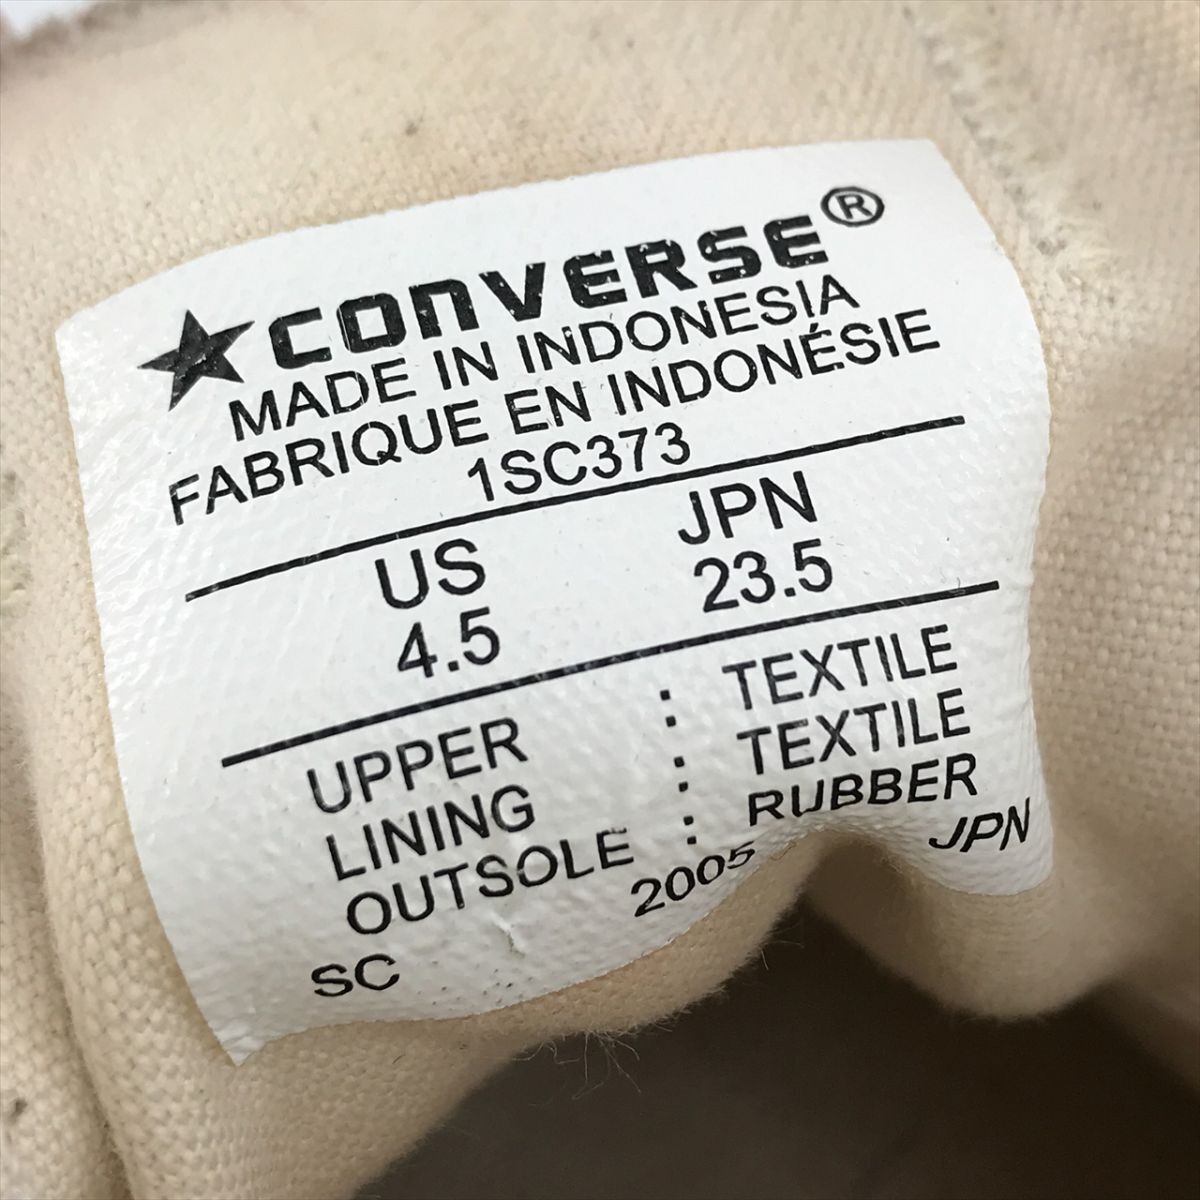 ★CONVERSE®
MADE IN INDONESIA
FABRIQUE EN INDONÉSIE
1SC373
US JPN
4.5 23.5
UPPER : TEXTILE
LINING : TEXTILE
OUTSOLE : RUBBER
SC 2005 JPN